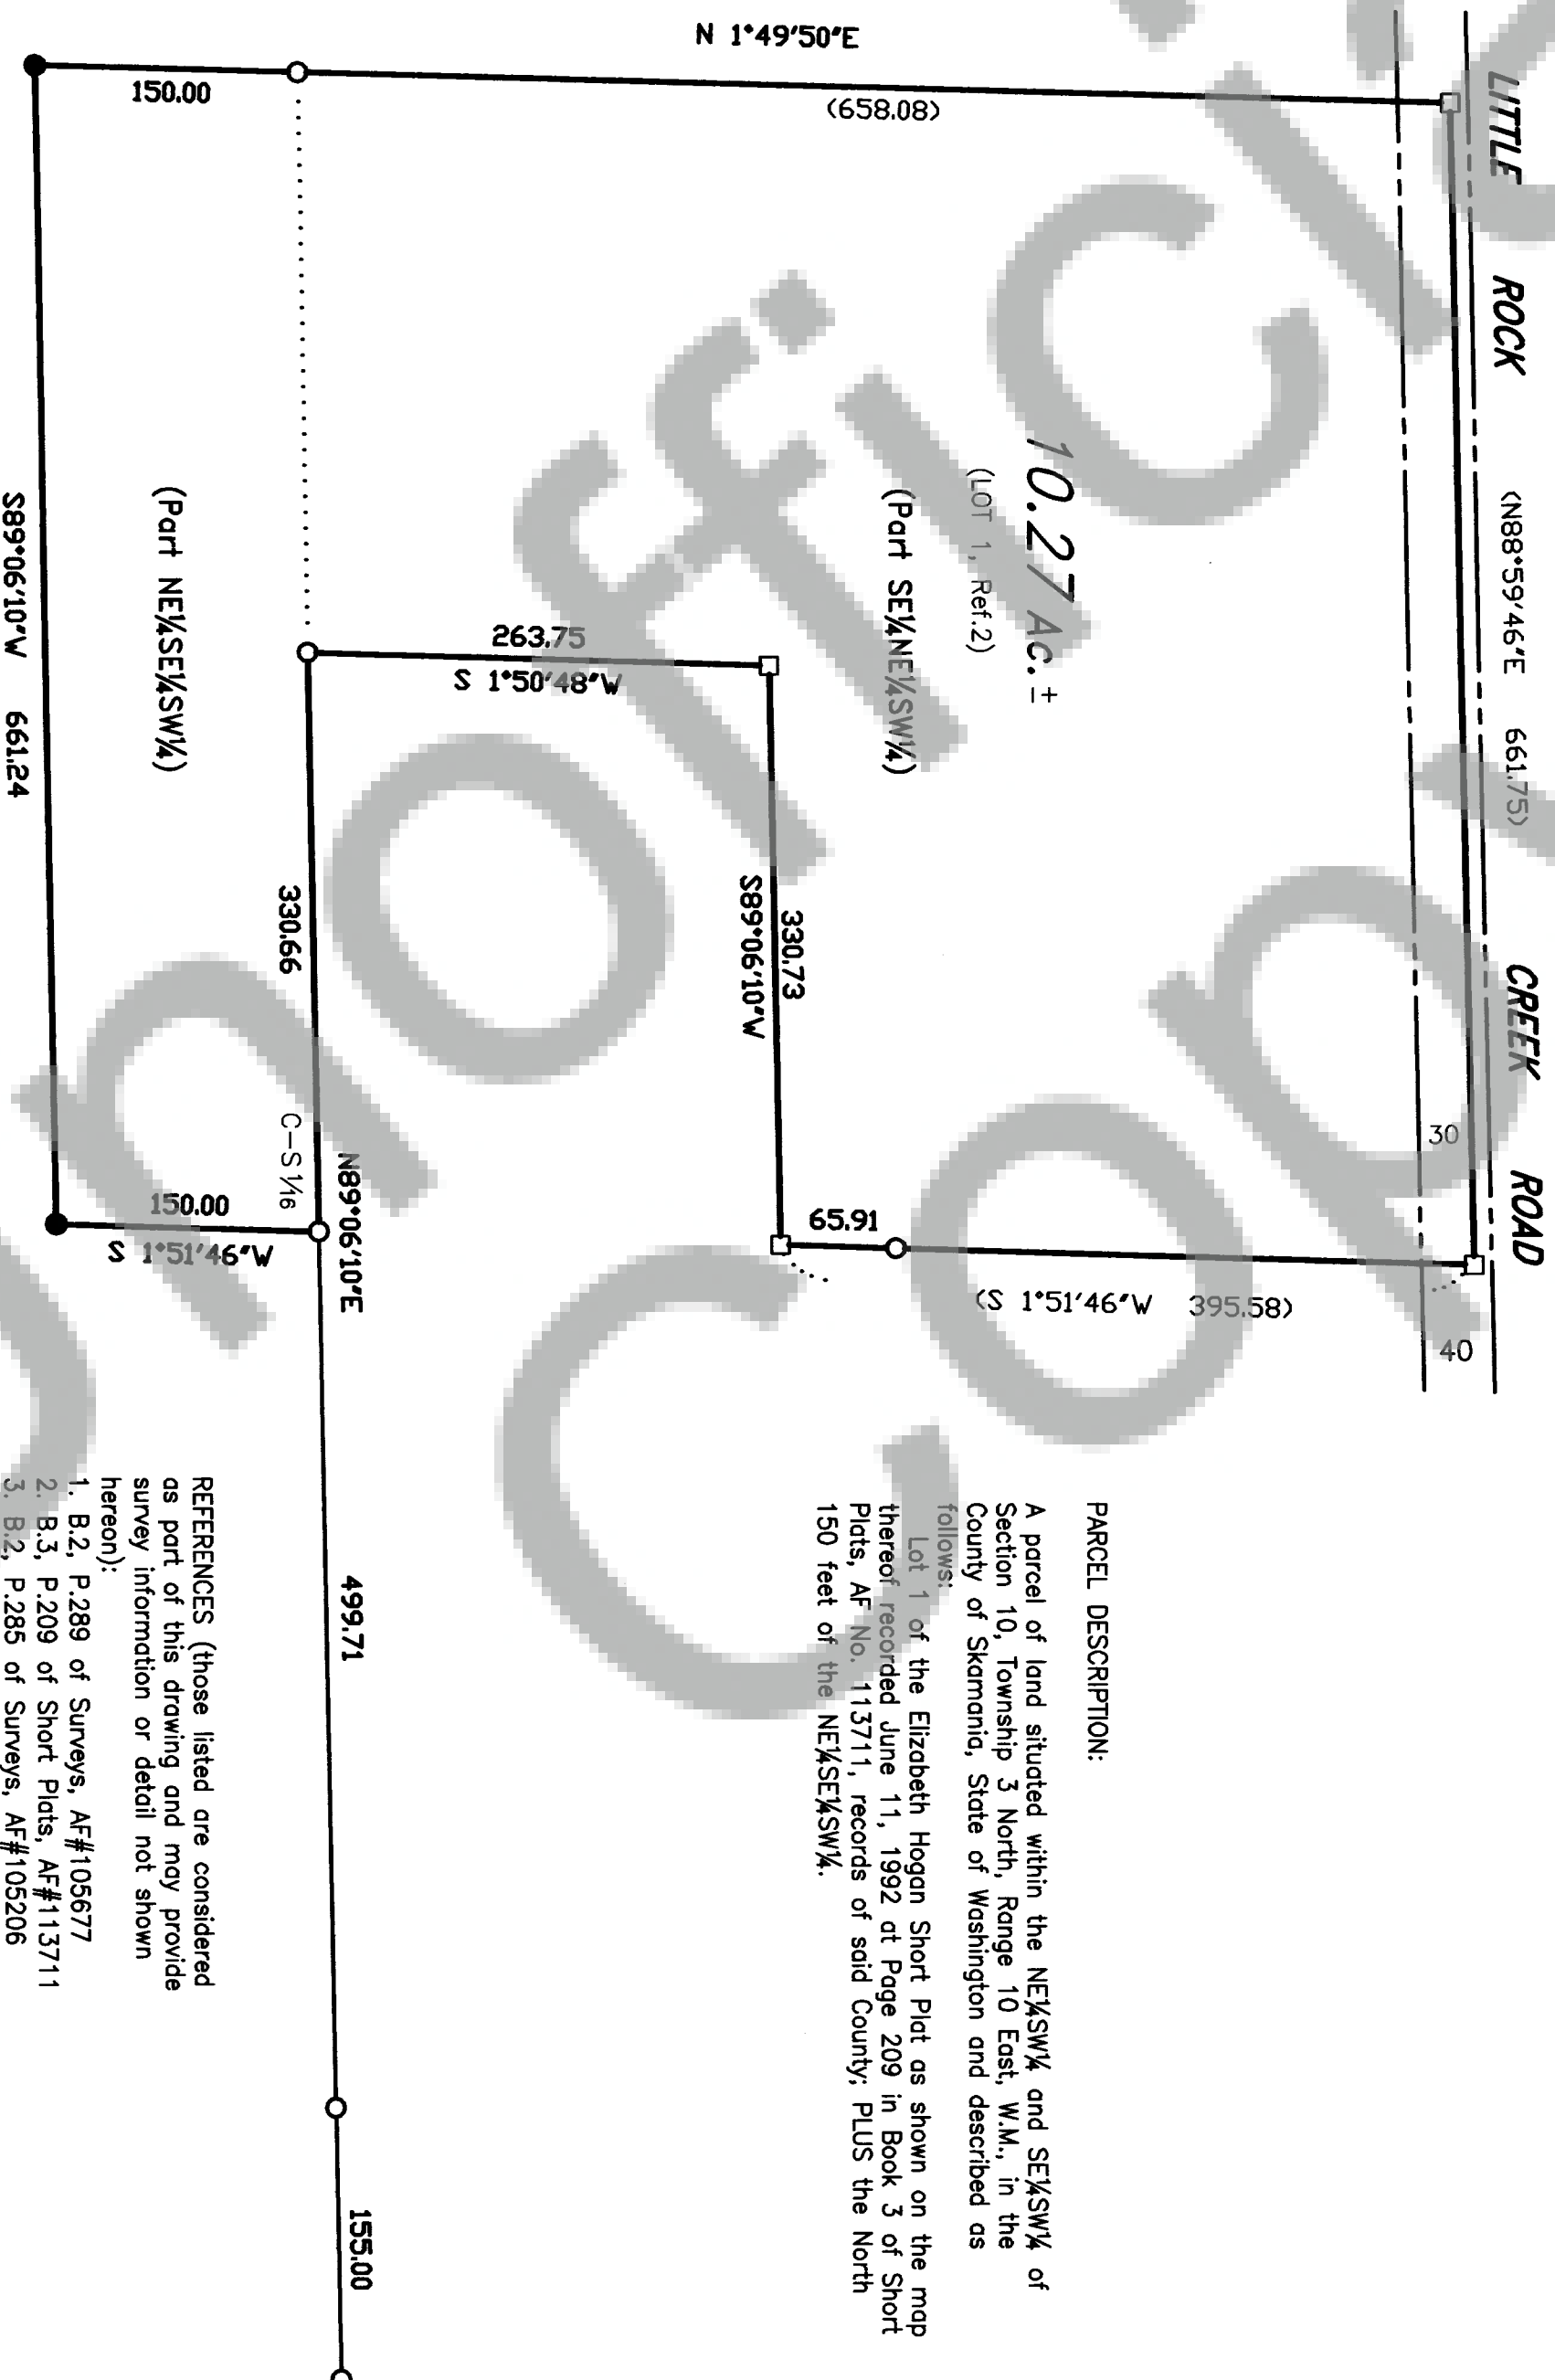 LITTLE ROCK CREEK ROAD
(N88°59'46"E 661.75)
30
40
N 1°49'50"E
(658.08)
150.00
10.27 Ac.±
(LOT 1, Ref.2)
(Part SE¼NE¼SW¼)
(S 1°51'46"W 395.58)
65.91
330.73
S89°06'10"W
263.75
S 1°50'48"W
N89°06'10"E
330.66
C-S 1/16
499.71
155.00
(Part NE¼SE¼SW¼)
150.00
S 1°51'46"W
S89°06'10"W 661.24
PARCEL DESCRIPTION:
A parcel of land situated within the NE¼SW¼ and SE¼SW¼ of
Section 10, Township 3 North, Range 10 East, W.M., in the
County of Skamania, State of Washington and described as
follows:
Lot 1 of the Elizabeth Hogan Short Plat as shown on the map
thereof recorded June 11, 1992 at Page 209 in Book 3 of Short
Plats, AF No. 113711, records of said County; PLUS the North
150 feet of the NE¼SE¼SW¼.
REFERENCES (those listed are considered
as part of this drawing and may provide
survey information or detail not shown
hereon):
1. B.2, P.289 of Surveys, AF#105677
2. B.3, P.209 of Short Plats, AF#113711
3. B.2, P.285 of Surveys, AF#105206